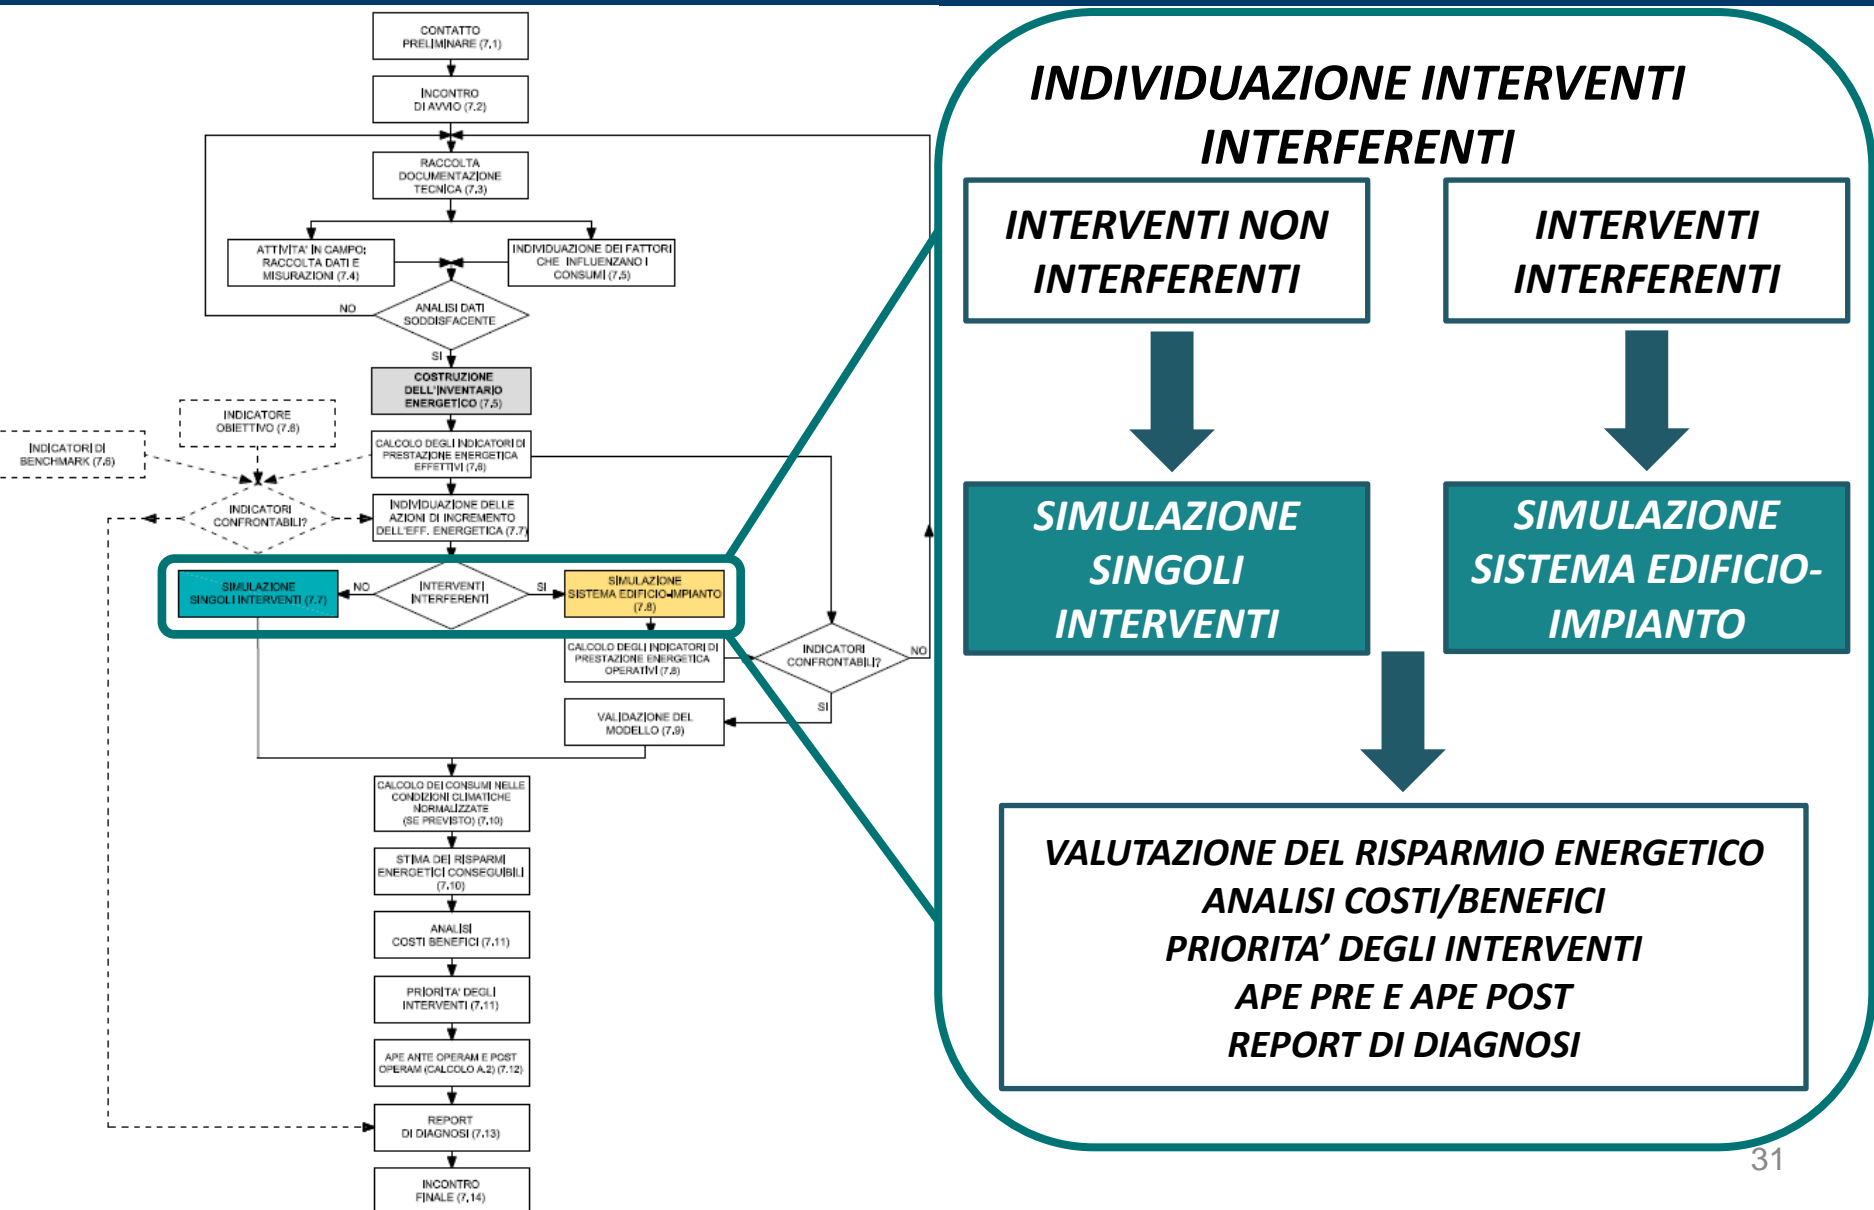 CONTATTO
PRELIMINARE (7.1)
INCONTRO
DI AVVIO (7.2)
RACCOLTA
DOCUMENTAZIONE
TECNICA (7.3)
ATTIVITA' IN CAMPO:
RACCOLTA DATI E
MISURAZIONI (7.4)
INDIVIDUAZIONE DEI FATTORI
CHE INFLUENZANO I
CONSUMI (7.5)
NO
ANALISI DATI
SODDISFACENTE
SI
COSTRUZIONE
DELL'INVENTARIO
ENERGETICO (7.5)
INDICATORE
OBIETTIVO (7.6)
INDICATORI DI
BENCHMARK (7.6)
CALCOLO DEGLI INDICATORI DI
PRESTAZIONE ENERGETICA
EFFETTIVI (7.6)
INDICATORI
CONFRONTABILI?
INDIVIDUAZIONE DELLE
AZIONI DI INCREMENTO
DELL'EFF. ENERGETICA (7.7)
SIMULAZIONE
SINGOLI INTERVENTI (7.7)
NO
INTERVENTI
INTERFERENTI
SI
SIMULAZIONE
SISTEMA EDIFICIO-IMPIANTO
(7.8)
CALCOLO DEGLI INDICATORI DI
PRESTAZIONE ENERGETICA
OPERATIVI (7.8)
INDICATORI
CONFRONTABILI?
NO
SI
VALIDAZIONE DEL
MODELLO (7.9)
CALCOLO DEI CONSUMI NELLE
CONDIZIONI CLIMATICHE
NORMALIZZATE
(SE PREVISTO) (7.10)
STIMA DEI RISPARMI
ENERGETICI CONSEGUIBILI
(7.10)
ANALISI
COSTI BENEFICI (7.11)
PRIORITA' DEGLI
INTERVENTI (7.11)
APE ANTE OPERAM E POST
OPERAM (CALCOLO A.2) (7.12)
REPORT
DI DIAGNOSI (7.13)
INCONTRO
FINALE (7.14)
INDIVIDUAZIONE INTERVENTI
INTERFERENTI
INTERVENTI NON
INTERFERENTI
INTERVENTI
INTERFERENTI
SIMULAZIONE
SINGOLI
INTERVENTI
SIMULAZIONE
SISTEMA EDIFICIO-
IMPIANTO
VALUTAZIONE DEL RISPARMIO ENERGETICO
ANALISI COSTI/BENEFICI
PRIORITA’ DEGLI INTERVENTI
APE PRE E APE POST
REPORT DI DIAGNOSI
31